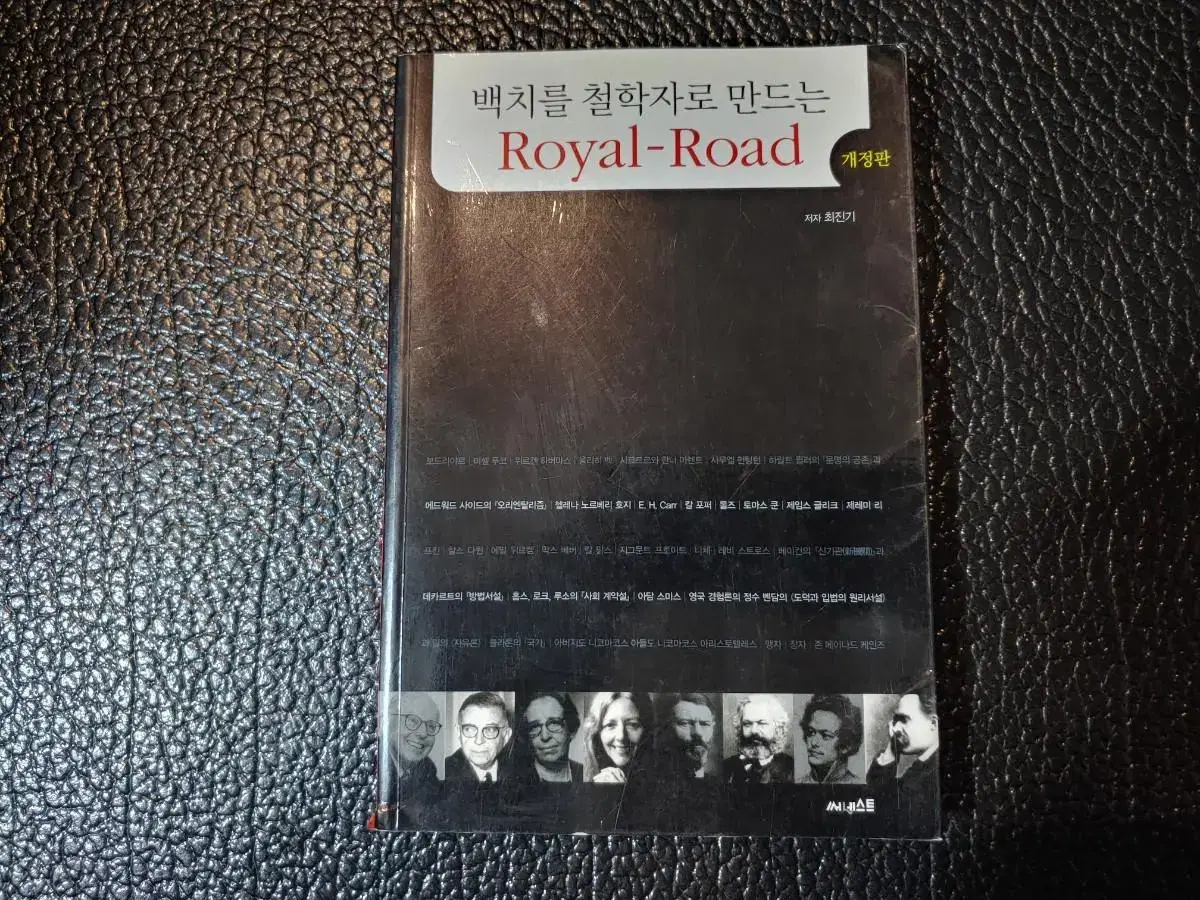 백치를 철학자로 만드는
Royal-Road
개정판
저자 최진기
보드리야르 | 미셸 푸코 | 위르겐 하버마스 | 울리히 벡 | 사르트르와 한나 아렌트 | 사무엘 헌팅턴 | 하랄트 뮐러의 「문명의 공존」과
에드워드 사이드의 「오리엔탈리즘」 | 헬레나 노르베리 호지 | E. H. Carr | 칼 포퍼 | 롤즈 | 토마스 쿤 | 제임스 글리크 | 제레미 리
프킨 | 찰스 다윈 | 에밀 뒤르켐 | 막스 베버 | 칼 맑스 | 지그문트 프로이트 | 니체 | 레비 스트로스 | 베이컨의 「신기관」과
데카르트의 「방법서설」 | 홉스, 로크, 루소의 「사회 계약설」 | 아담 스미스 | 영국 경험론의 정수 벤담의 〈도덕과 입법의 원리서설〉
과 밀의 〈자유론〉 | 플라톤의 「국가」 | 아버지도 니코마코스 아들도 니코마코스 아리스토텔레스 | 맹자 | 장자 | 존 메이나드 케인즈
써네스트